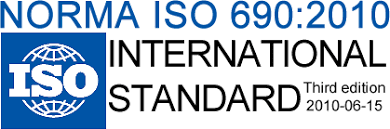 NORMA ISO 690:2010
ISO
INTERNATIONAL
STANDARD
Third edition
2010-06-15